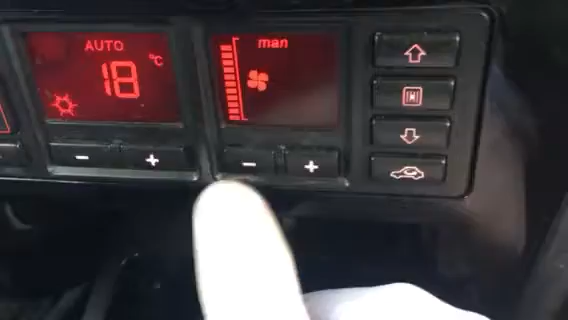 AUTO
18 °C
man
- +
- +